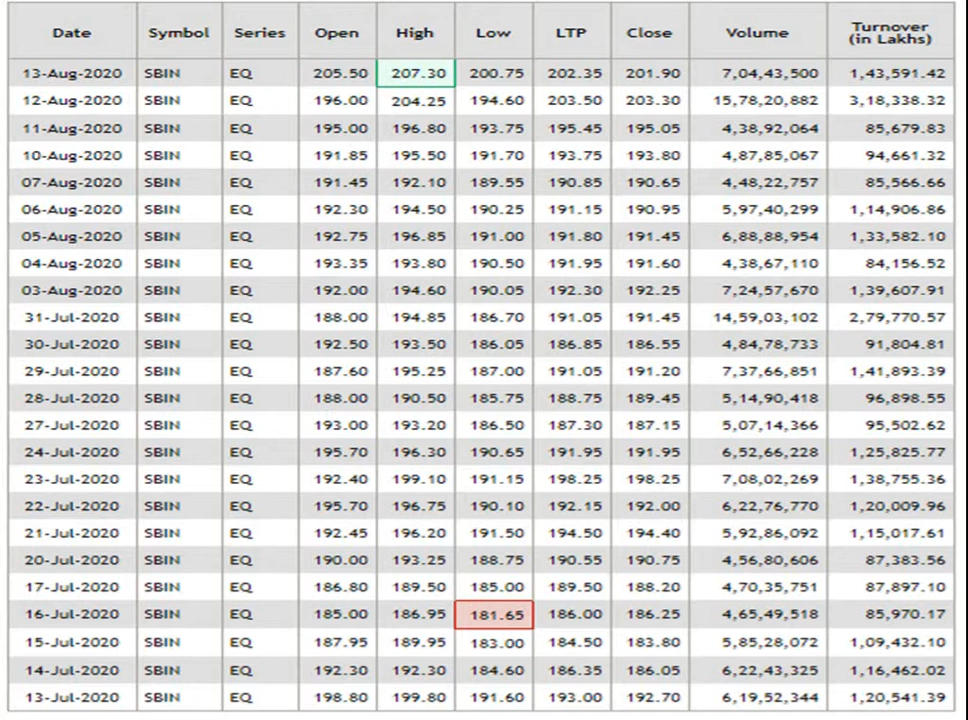 Date Symbol Series Open High Low LTP Close Volume Turnover (in Lakhs)
13-Aug-2020 SBIN EQ 205.50 207.30 200.75 202.35 201.90 7,04,43,500 1,43,591.42
12-Aug-2020 SBIN EQ 196.00 204.25 194.60 203.50 203.30 15,78,20,882 3,18,338.32
11-Aug-2020 SBIN EQ 195.00 196.80 193.75 195.45 195.05 4,38,92,064 85,679.83
10-Aug-2020 SBIN EQ 191.85 195.50 191.70 193.75 193.80 4,87,85,067 94,661.32
07-Aug-2020 SBIN EQ 191.45 192.10 189.55 190.85 190.65 4,48,22,757 85,566.66
06-Aug-2020 SBIN EQ 192.30 194.50 190.25 191.15 190.95 5,97,40,299 1,14,906.86
05-Aug-2020 SBIN EQ 192.75 196.85 191.00 191.80 191.45 6,88,88,954 1,33,582.10
04-Aug-2020 SBIN EQ 193.35 193.80 190.50 191.95 191.60 4,38,67,110 84,156.52
03-Aug-2020 SBIN EQ 192.00 194.60 190.05 192.30 192.25 7,24,57,670 1,39,607.91
31-Jul-2020 SBIN EQ 188.00 194.85 186.70 191.05 191.45 14,59,03,102 2,79,770.57
30-Jul-2020 SBIN EQ 192.50 193.50 186.05 186.85 186.55 4,84,78,733 91,804.81
29-Jul-2020 SBIN EQ 187.60 195.25 187.00 191.05 191.20 7,37,66,851 1,41,893.39
28-Jul-2020 SBIN EQ 188.00 190.50 185.75 188.75 189.45 5,14,90,418 96,898.55
27-Jul-2020 SBIN EQ 193.00 193.20 186.50 187.30 187.15 5,07,14,366 95,502.62
24-Jul-2020 SBIN EQ 195.70 196.30 190.65 191.95 191.95 6,52,66,228 1,25,825.77
23-Jul-2020 SBIN EQ 192.40 199.10 191.15 198.25 198.25 7,08,02,269 1,38,755.36
22-Jul-2020 SBIN EQ 195.70 196.75 190.10 192.15 192.00 6,22,76,770 1,20,009.96
21-Jul-2020 SBIN EQ 192.45 196.20 191.50 194.50 194.40 5,92,86,092 1,15,017.61
20-Jul-2020 SBIN EQ 190.00 193.25 188.75 190.55 190.75 4,56,80,606 87,383.56
17-Jul-2020 SBIN EQ 186.80 189.50 185.00 189.50 188.20 4,70,35,751 87,897.10
16-Jul-2020 SBIN EQ 185.00 186.95 181.65 186.00 186.25 4,65,49,518 85,970.17
15-Jul-2020 SBIN EQ 187.95 189.95 183.00 184.50 183.80 5,85,28,072 1,09,432.10
14-Jul-2020 SBIN EQ 192.30 192.30 184.60 186.35 186.05 6,22,43,325 1,16,462.02
13-Jul-2020 SBIN EQ 198.80 199.80 191.60 193.00 192.70 6,19,52,344 1,20,541.39